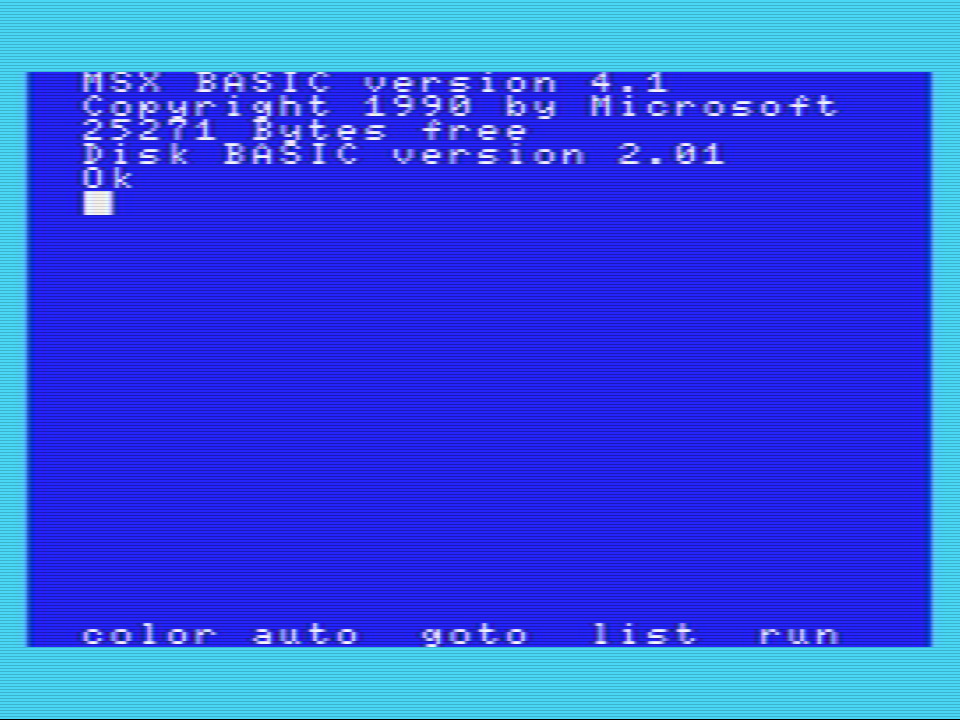 MSX BASIC version 4.1
Copyright 1990 by Microsoft
25271 Bytes free
Disk BASIC version 2.01
Ok
color auto goto list run